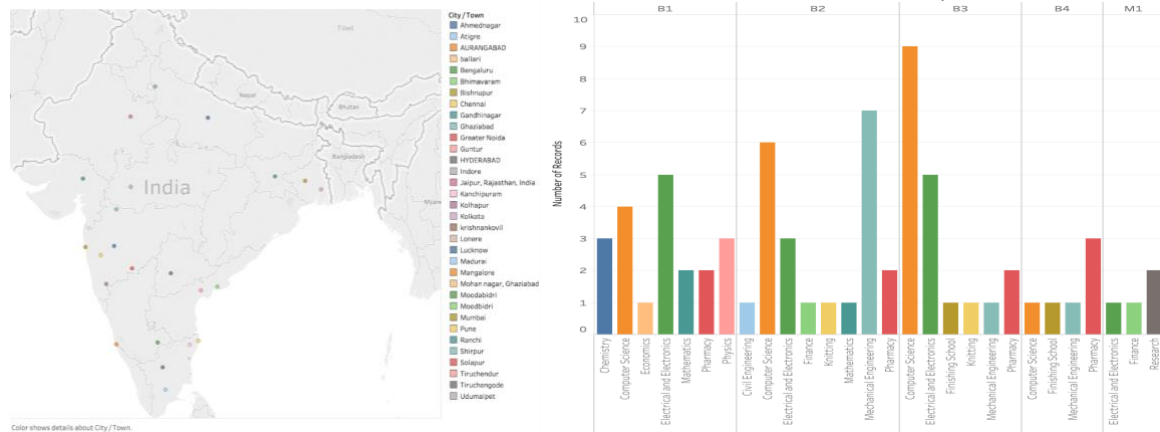 Tibet
Nepal
Bhutan
Bangladesh
India
Myanm
Color shows details about City / Town.
City / Town
Ahmednagar
Atigre
AURANGABAD
ballari
Bengaluru
Bhimavaram
Bishnupur
Chennai
Gandhinagar
Ghaziabad
Greater Noida
Guntur
HYDERABAD
Indore
Jaipur, Rajasthan, India
Kanchipuram
Kolhapur
Kolkata
krishnankovil
Lonere
Lucknow
Madurai
Mangalore
Mohan nagar, Ghaziabad
Moodabidri
Moodbidri
Mumbai
Pune
Ranchi
Shirpur
Solapur
Tiruchendur
Tiruchengode
Udumalpet
B1 B2 B3 B4 M1
Number of Records
10
9
8
7
6
5
4
3
2
1
0
Chemistry
Computer Science
Economics
Electrical and Electronics
Mathematics
Pharmacy
Physics
Civil Engineering
Computer Science
Electrical and Electronics
Finance
Knitting
Mathematics
Mechanical Engineering
Pharmacy
Computer Science
Electrical and Electronics
Finishing School
Knitting
Mechanical Engineering
Pharmacy
Computer Science
Finishing School
Mechanical Engineering
Pharmacy
Electrical and Electronics
Finance
Research